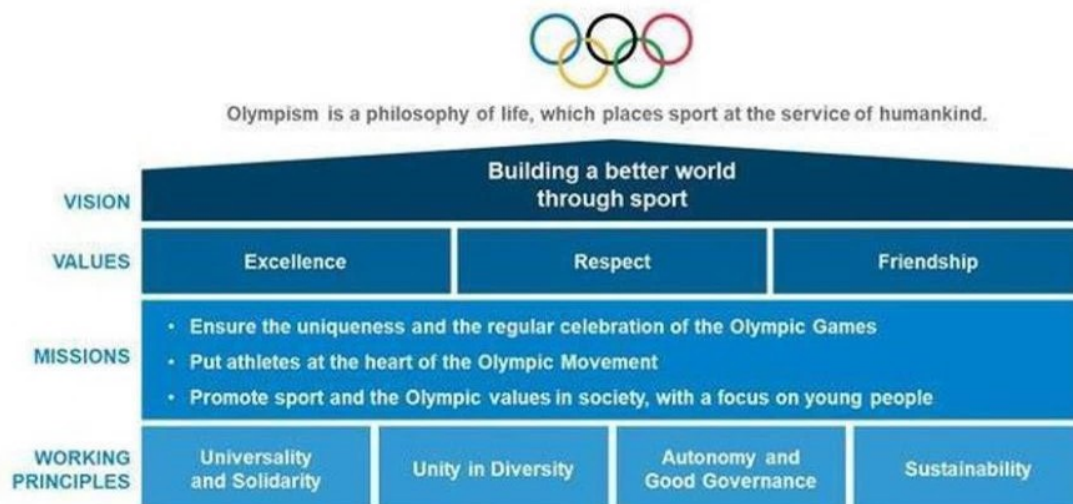 Olympism is a philosophy of life, which places sport at the service of humankind.
Building a better world
through sport
VISION
VALUES
Excellence
Respect
Friendship
MISSIONS
• Ensure the uniqueness and the regular celebration of the Olympic Games
• Put athletes at the heart of the Olympic Movement
• Promote sport and the Olympic values in society, with a focus on young people
WORKING
PRINCIPLES
Universality
and Solidarity
Unity in Diversity
Autonomy and
Good Governance
Sustainability